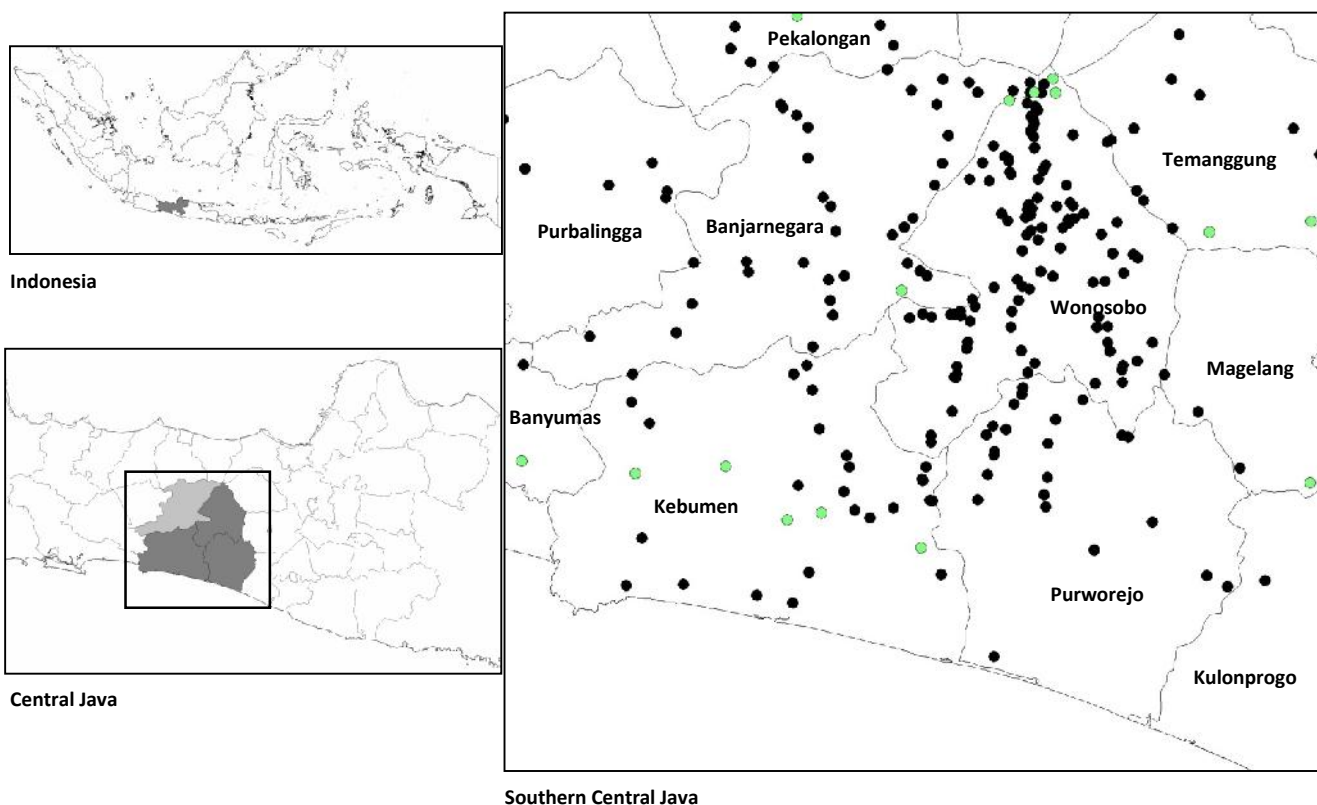 Pekalongan
Temanggung
Purbalingga
Banjarnegara
Indonesia
Wonosobo
Magelang
Banyumas
Kebumen
Purworejo
Kulonprogo
Central Java
Southern Central Java